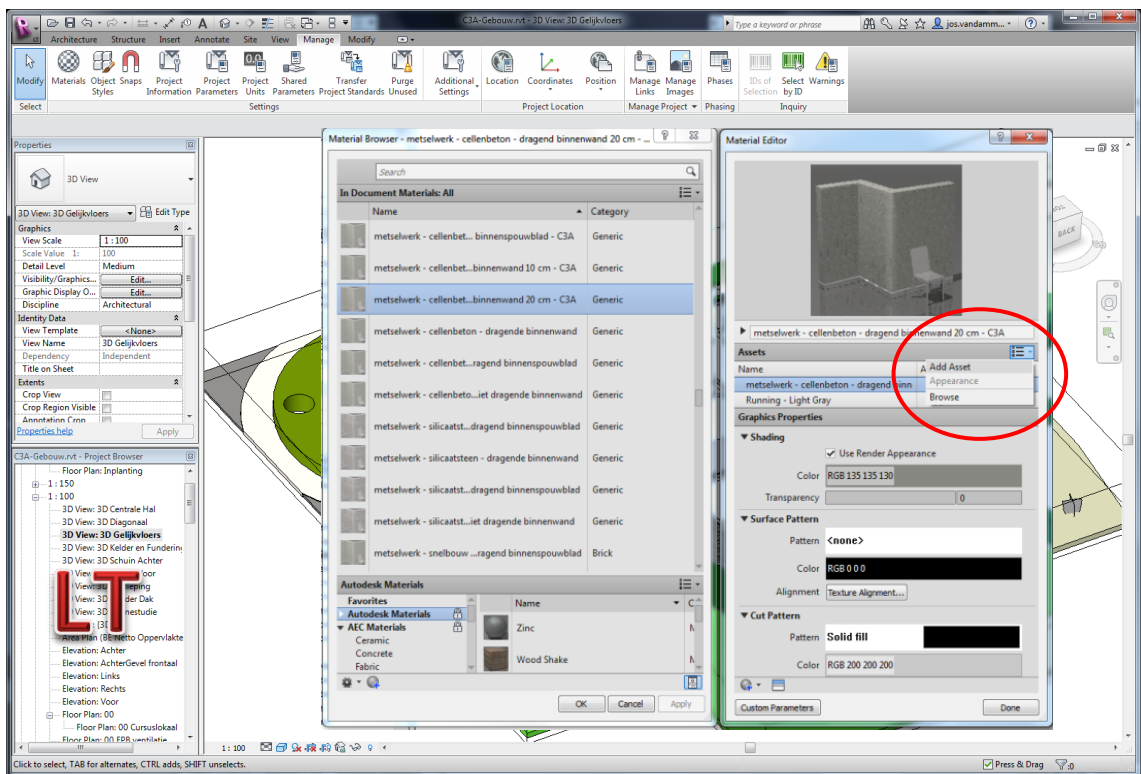 C3A-Gebouw.rvt - 3D View: 3D Gelijkvloers
Type a keyword or phrase
jos.vandamm...
Architecture Structure Insert Annotate Site View Manage Modify
Modify
Materials
Object Styles
Snaps
Project Information
Project Parameters
Project Units
Shared Parameters
Transfer Project Standards
Purge Unused
Additional Settings
Location
Coordinates
Position
Manage Links
Manage Images
Phases
IDs of Selection
Select by ID
Warnings
Select
Settings
Project Location
Manage Project
Phasing
Inquiry
Properties
3D View
3D View: 3D Gelijkvloers
Edit Type
Graphics
View Scale 1 : 100
Scale Value 1: 100
Detail Level Medium
Visibility/Graphics... Edit...
Graphic Display O... Edit...
Discipline Architectural
Identity Data
View Template <None>
View Name 3D Gelijkvloers
Dependency Independent
Title on Sheet
Extents
Crop View
Crop Region Visible
Annotation Crop
Properties help
Apply
C3A-Gebouw.rvt - Project Browser
Floor Plan: Inplanting
1 : 150
1 : 100
3D View: 3D Centrale Hal
3D View: 3D Diagonaal
3D View: 3D Gelijkvloers
3D View: 3D Kelder en Fundering
3D View: 3D Schuin Achter
LT
Area Plan (BE Netto Oppervlakte
Elevation: Achter
Elevation: AchterGevel frontaal
Elevation: Links
Elevation: Rechts
Elevation: Voor
Floor Plan: 00
Floor Plan: 00 Cursuslokaal
Floor Plan: 00 EPB ventilatie
Material Browser - metselwerk - cellenbeton - dragend binnenwand 20 cm - ...
Search
In Document Materials: All
Name Category
metselwerk - cellenbet... binnenspouwblad - C3A Generic
metselwerk - cellenbet...binnenwand 10 cm - C3A Generic
metselwerk - cellenbet...binnenwand 20 cm - C3A Generic
metselwerk - cellenbeton - dragende binnenwand Generic
metselwerk - cellenbet...ragend binnenspouwblad Generic
metselwerk - cellenbeto...iet dragende binnenwand Generic
metselwerk - silicaatst...dragend binnenspouwblad Generic
metselwerk - silicaatsteen - dragende binnenwand Generic
metselwerk - silicaatst...dragend binnenspouwblad Generic
metselwerk - silicaatst...iet dragende binnenwand Generic
metselwerk - snelbouw ...ragend binnenspouwblad Brick
Autodesk Materials
Favorites
Autodesk Materials
AEC Materials
Ceramic
Concrete
Fabric
Name
Zinc
Wood Shake
OK Cancel Apply
Material Editor
metselwerk - cellenbeton - dragend binnenwand 20 cm - C3A
Assets
Name
metselwerk - cellenbeton - dragend binn
Running - Light Gray
Add Asset
Appearance
Browse
Graphics Properties
Shading
Use Render Appearance
Color RGB 135 135 130
Transparency 0
Surface Pattern
Pattern <none>
Color RGB 0 0 0
Alignment Texture Alignment...
Cut Pattern
Pattern Solid fill
Color RGB 200 200 200
Custom Parameters
Done
BACK
1 : 100
Click to select, TAB for alternates, CTRL adds, SHIFT unselects.
Press & Drag
:0